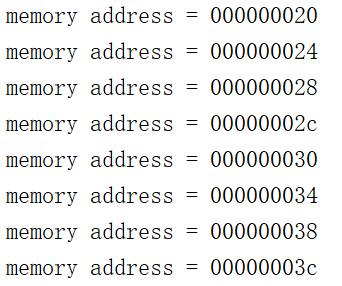 memory address = 000000020
memory address = 000000024
memory address = 000000028
memory address = 00000002c
memory address = 000000030
memory address = 000000034
memory address = 000000038
memory address = 00000003c